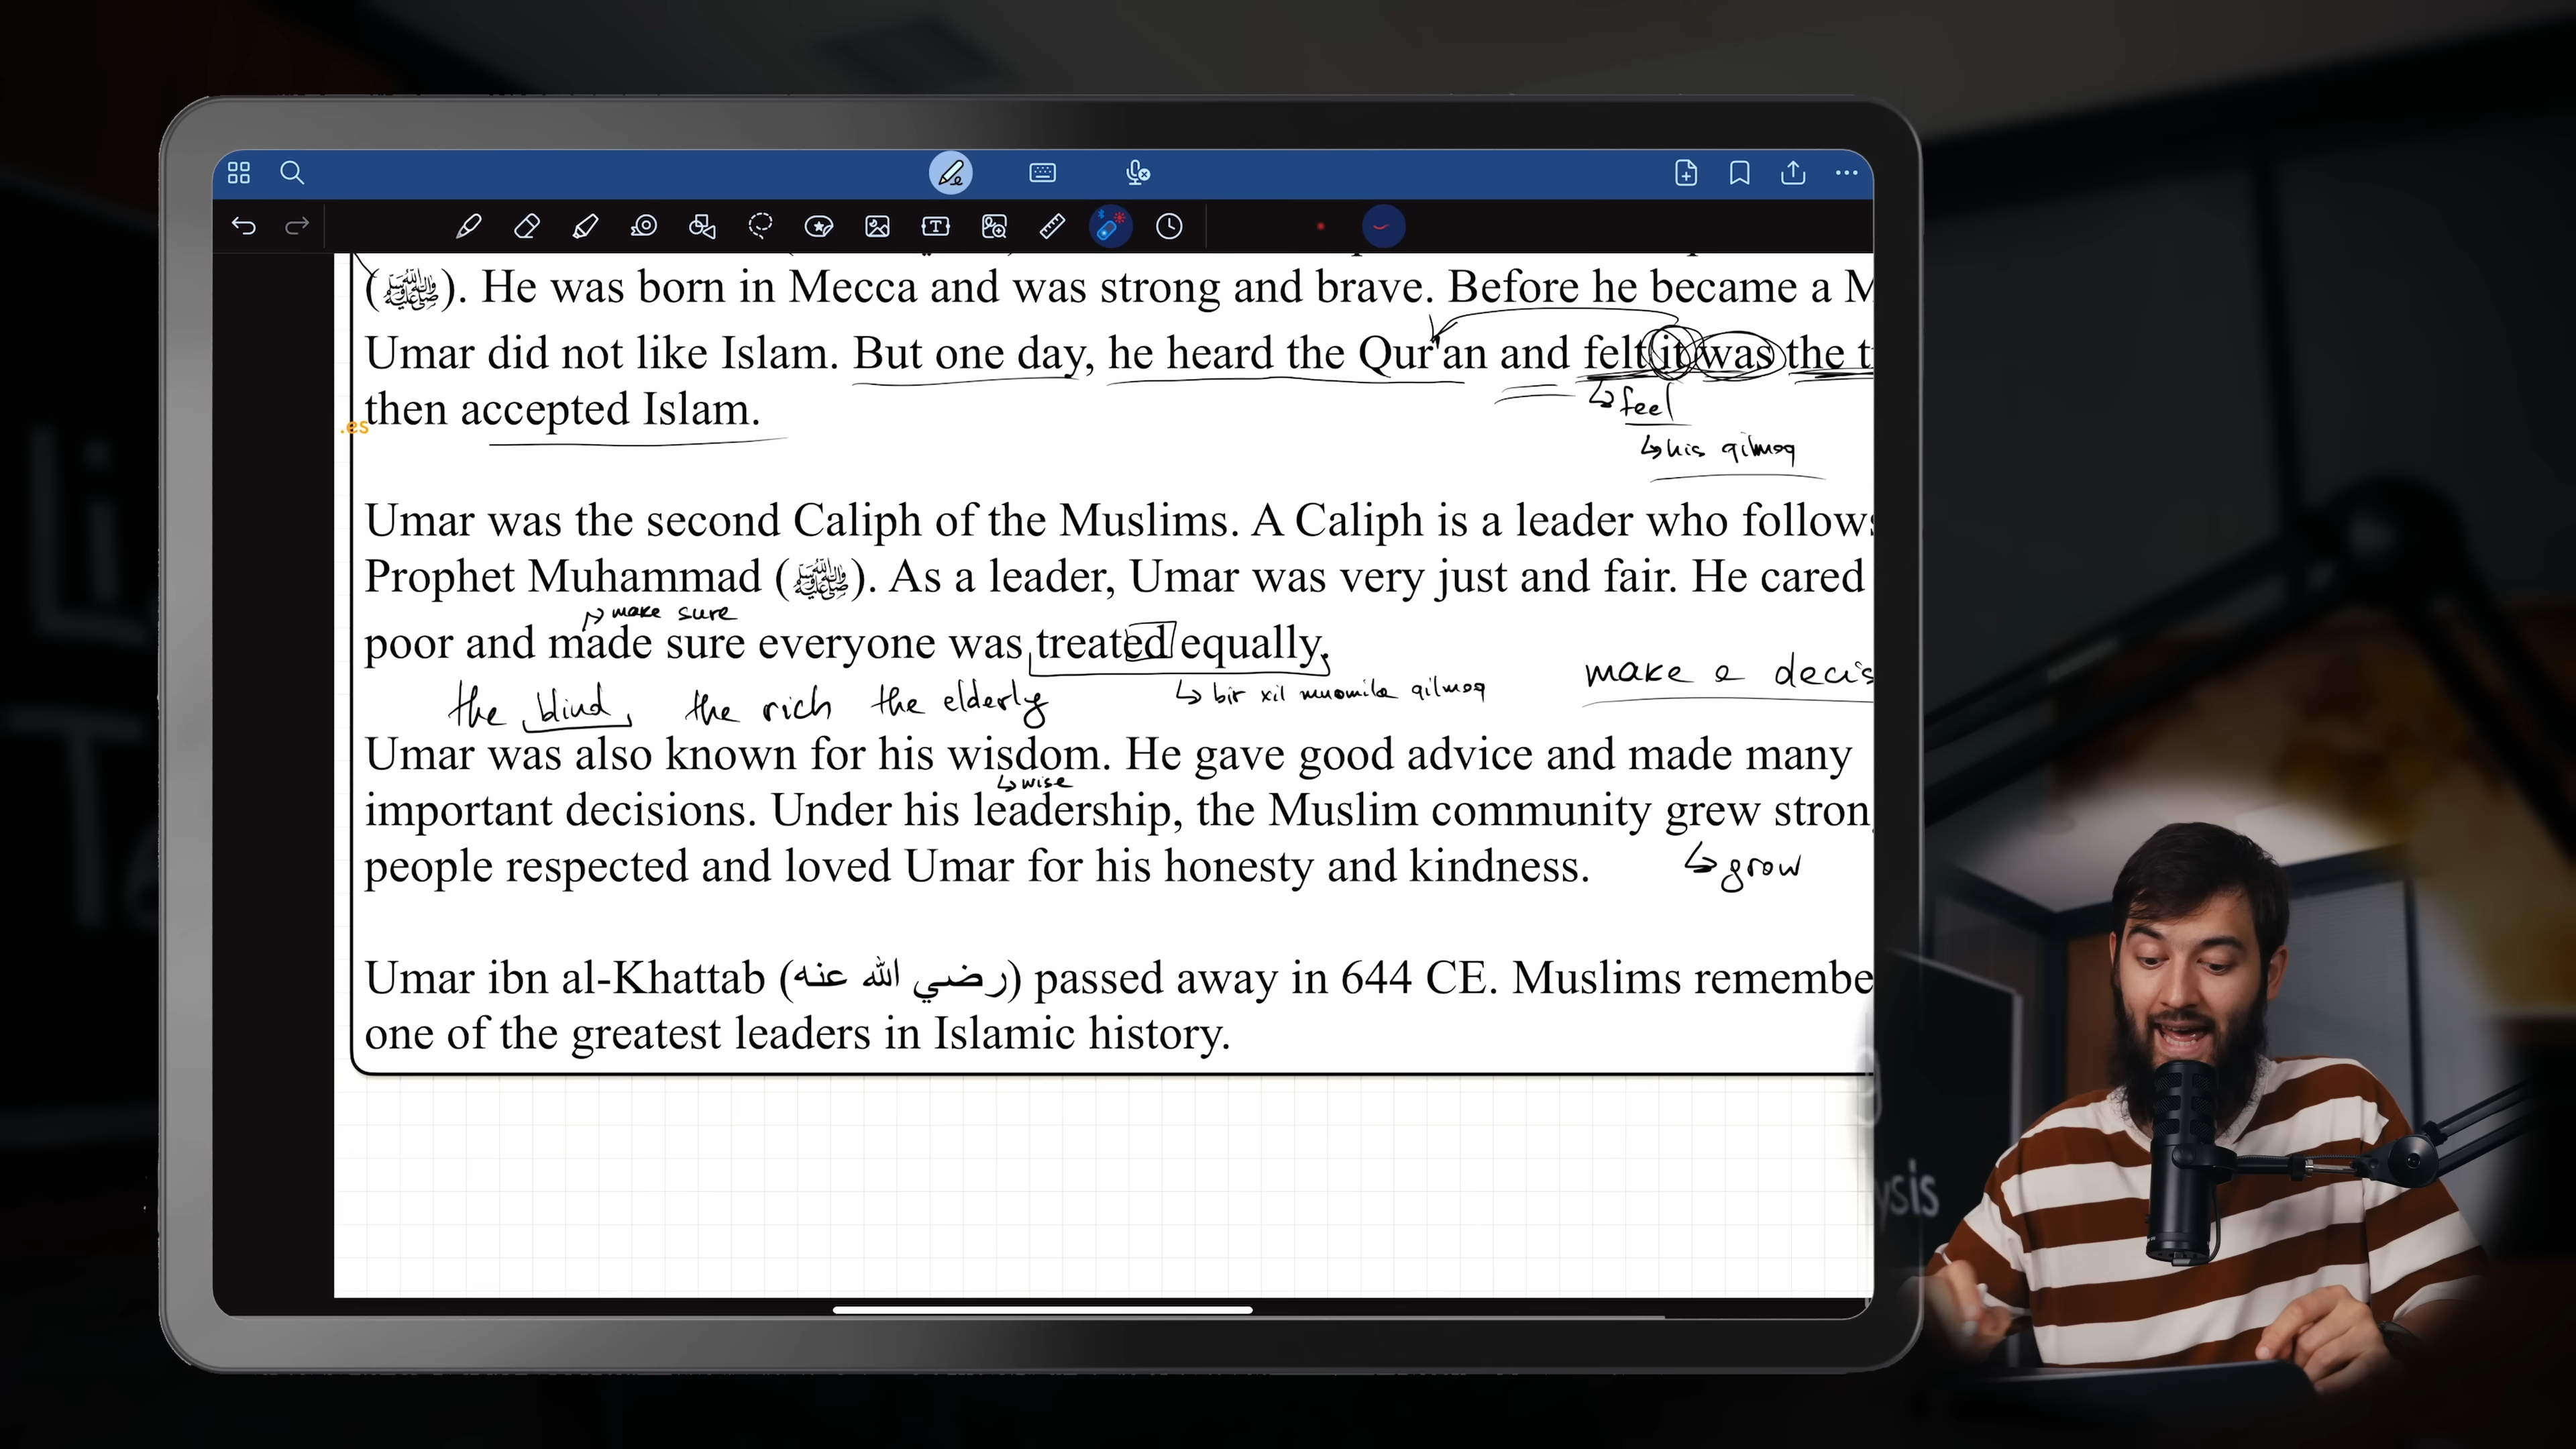 (ﷺ). He was born in Mecca and was strong and brave. Before he became a M
Umar did not like Islam. But one day, he heard the Qur'an and felt it was the t
feel
then accepted Islam.
.es
his qilmoq
Umar was the second Caliph of the Muslims. A Caliph is a leader who follows
Prophet Muhammad (ﷺ). As a leader, Umar was very just and fair. He cared
make sure
poor and made sure everyone was treated equally.
make a decis
the blind the rich the elderly
bir xil muomila qilmoq
Umar was also known for his wisdom. He gave good advice and made many
wise
important decisions. Under his leadership, the Muslim community grew stron
people respected and loved Umar for his honesty and kindness.
grow
Umar ibn al-Khattab (رضي الله عنه) passed away in 644 CE. Muslims remembe
one of the greatest leaders in Islamic history.
ysis